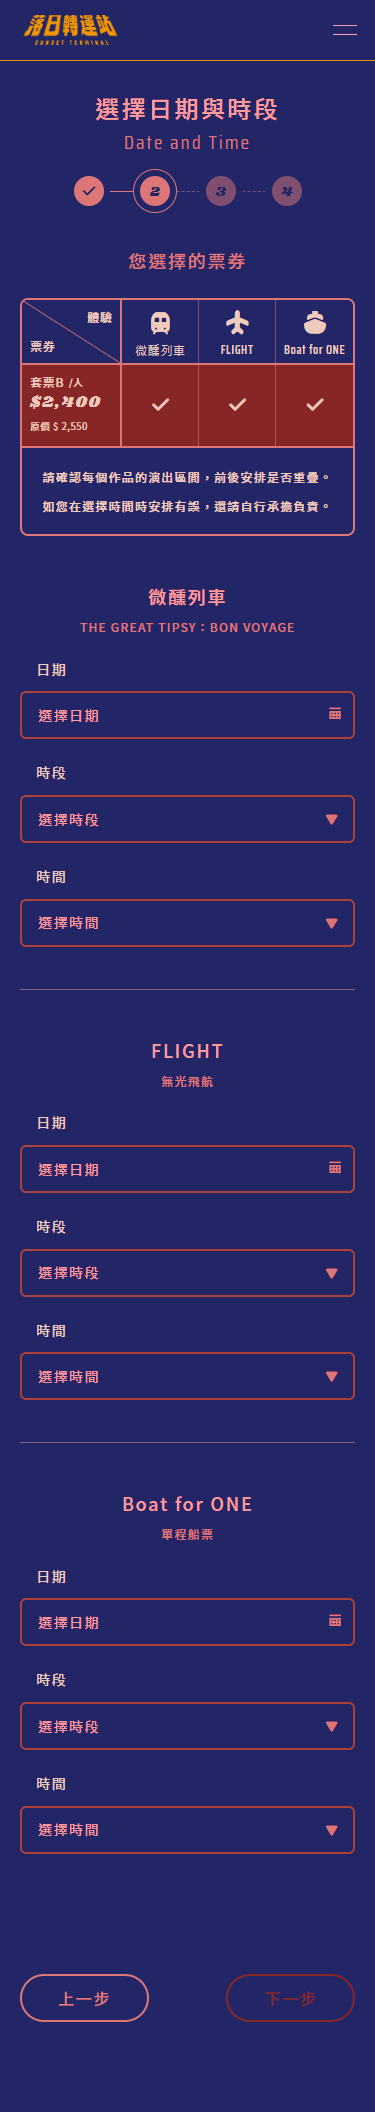 落日轉運站
SUNSET TERMINAL
選擇日期與時段
Date and Time
2
3
4
您選擇的票券
體驗
票券
微醺列車
FLIGHT
Boat for ONE
套票B /人
$2,400
原價 $ 2,550
請確認每個作品的演出區間,前後安排是否重疊。
如您在選擇時間時安排有誤,還請自行承擔負責。
微醺列車
THE GREAT TIPSY:BON VOYAGE
日期
選擇日期
時段
選擇時段
時間
選擇時間
FLIGHT
無光飛航
日期
選擇日期
時段
選擇時段
時間
選擇時間
Boat for ONE
單程船票
日期
選擇日期
時段
選擇時段
時間
選擇時間
上一步
下一步